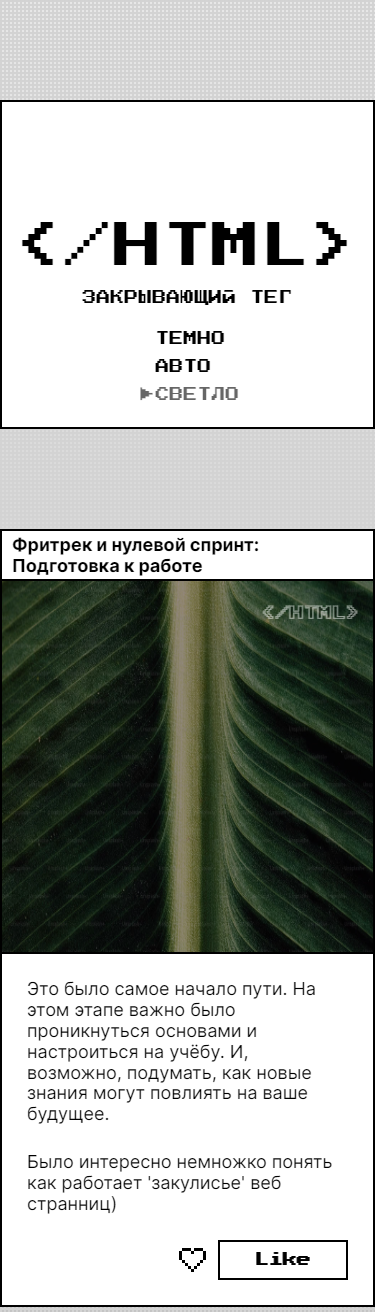 </HTML>
ЗАКРЫВАЮЩИй ТЕГ
ТЕМНО
АВТО
▶СВЕТЛО
Фритрек и нулевой спринт:
Подготовка к работе
</HTML>
Это было самое начало пути. На
этом этапе важно было
проникнуться основами и
настроиться на учёбу. И,
возможно, подумать, как новые
знания могут повлиять на ваше
будущее.
Было интересно немножко понять
как работает 'закулисье' веб
странниц)
Like